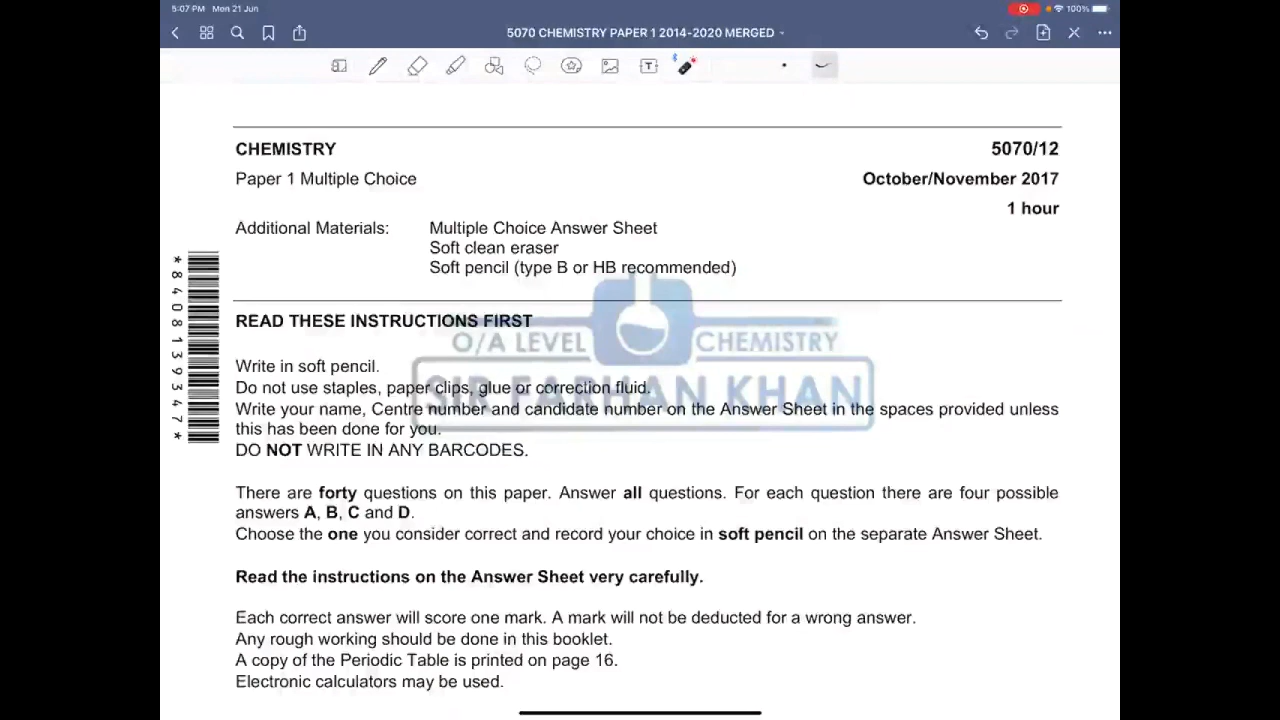 5:07 PM Mon 21 Jun
100%
5070 CHEMISTRY PAPER 1 2014-2020 MERGED
CHEMISTRY 5070/12
Paper 1 Multiple Choice October/November 2017
1 hour
Additional Materials: Multiple Choice Answer Sheet
Soft clean eraser
Soft pencil (type B or HB recommended)
*8408139347*
READ THESE INSTRUCTIONS FIRST
O/A LEVEL CHEMISTRY
SIR FARHAN KHAN
Write in soft pencil.
Do not use staples, paper clips, glue or correction fluid.
Write your name, Centre number and candidate number on the Answer Sheet in the spaces provided unless
this has been done for you.
DO NOT WRITE IN ANY BARCODES.
There are forty questions on this paper. Answer all questions. For each question there are four possible
answers A, B, C and D.
Choose the one you consider correct and record your choice in soft pencil on the separate Answer Sheet.
Read the instructions on the Answer Sheet very carefully.
Each correct answer will score one mark. A mark will not be deducted for a wrong answer.
Any rough working should be done in this booklet.
A copy of the Periodic Table is printed on page 16.
Electronic calculators may be used.